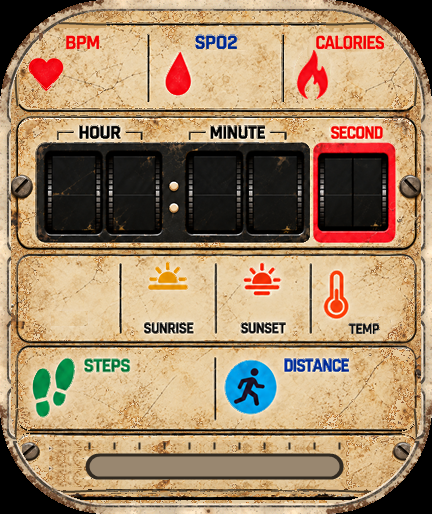 BPM SPO2 CALORIES
HOUR MINUTE SECOND
SUNRISE SUNSET TEMP
STEPS DISTANCE